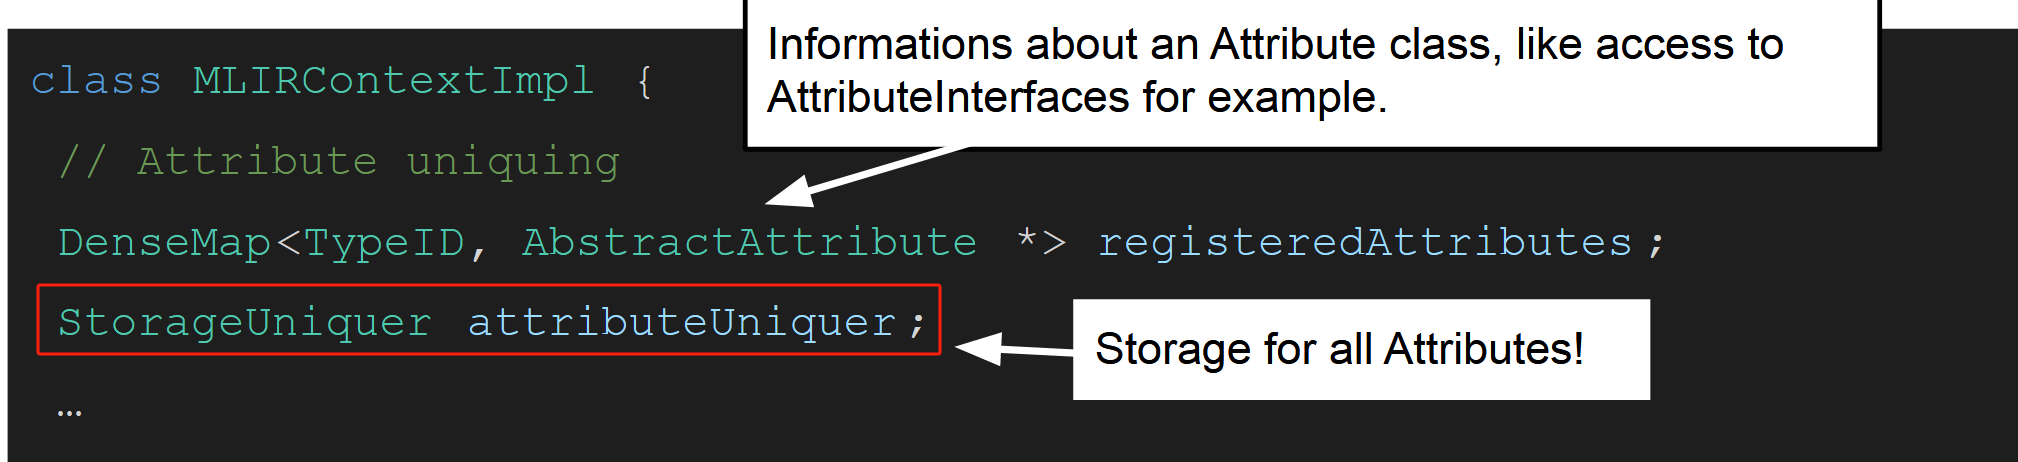 Informations about an Attribute class, like access to
AttributeInterfaces for example.
class MLIRContextImpl {
// Attribute uniquing
DenseMap<TypeID, AbstractAttribute *> registeredAttributes;
StorageUniquer attributeUniquer;
Storage for all Attributes!
…